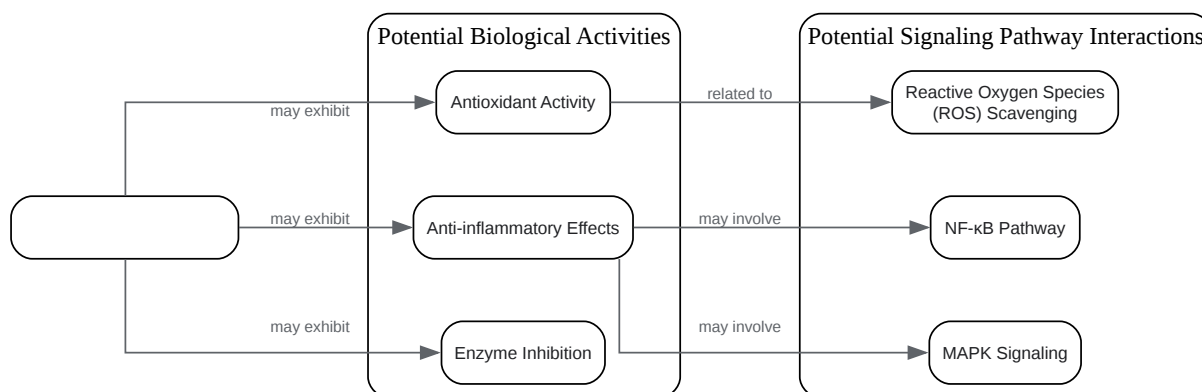 Potential Biological Activities
Potential Signaling Pathway Interactions
may exhibit
Antioxidant Activity
related to
Reactive Oxygen Species
(ROS) Scavenging
may exhibit
Anti-inflammatory Effects
may involve
NF-κB Pathway
may exhibit
Enzyme Inhibition
may involve
MAPK Signaling